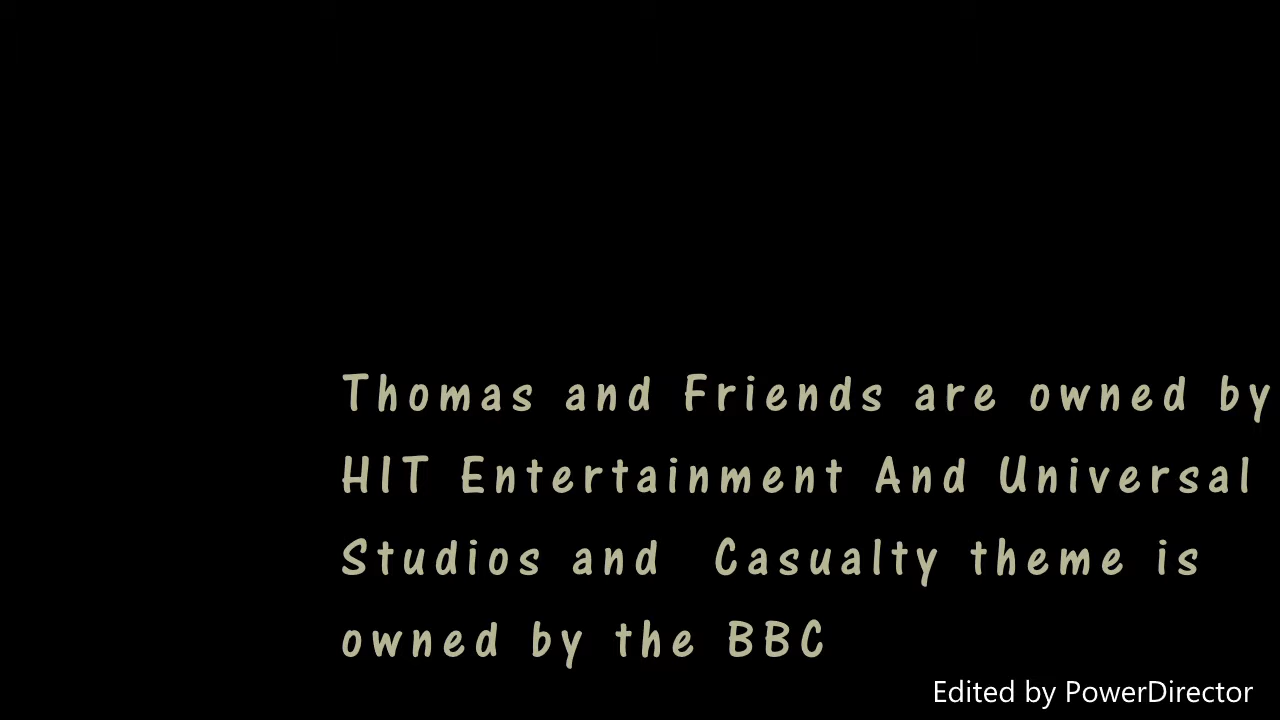 Thomas and Friends are owned by
HIT Entertainment And Universal
Studios and  Casualty theme is
owned by the BBC
Edited by PowerDirector